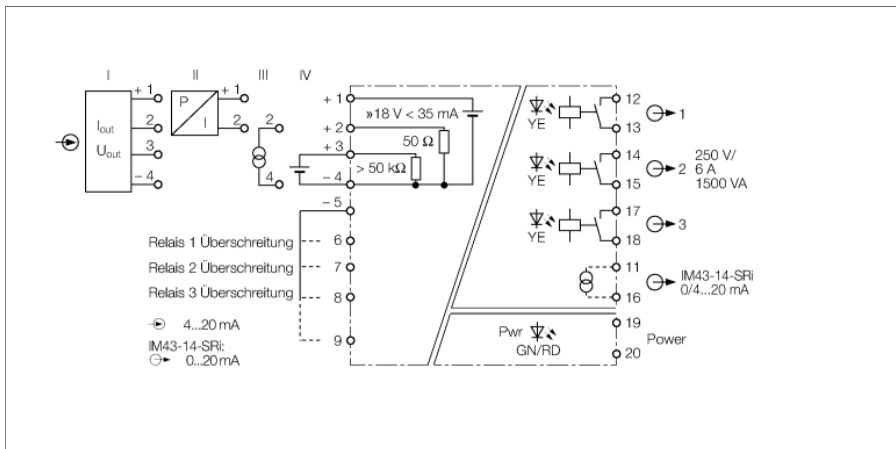 I II III IV
+ 1
Iout 2
Uout 3
− 4
P
I
+ 1
2
2
4
+ 1
+ 2
+ 3
− 4
− 5
6
7
8
9
»18 V < 35 mA
50 Ω
> 50 kΩ
Relais 1 Überschreitung
Relais 2 Überschreitung
Relais 3 Überschreitung
4...20 mA
IM43-14-SRi:
0...20 mA
YE
12
13
1
YE
14
15
2
250 V/
6 A
1500 VA
YE
17
18
3
11
16
IM43-14-SRi
0/4...20 mA
Pwr
GN/RD
19
20
Power